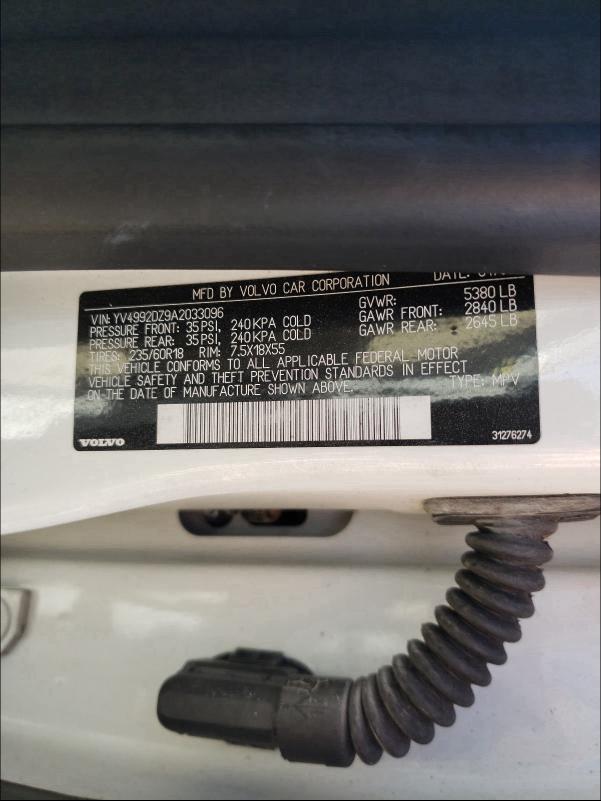 MFD BY VOLVO CAR CORPORATION DATE:
VIN: YV4992DZ9A2033096 GVWR: 5380 LB
PRESSURE FRONT: 35 PSI, 240 KPA COLD GAWR FRONT: 2840 LB
PRESSURE REAR: 35 PSI, 240 KPA COLD GAWR REAR: 2645 LB
TIRES: 235/60R18 RIM: 7.5X18X55
THIS VEHICLE CONFORMS TO ALL APPLICABLE FEDERAL MOTOR
VEHICLE SAFETY AND THEFT PREVENTION STANDARDS IN EFFECT
ON THE DATE OF MANUFACTURE SHOWN ABOVE. TYPE: MPV
VOLVO 31276274